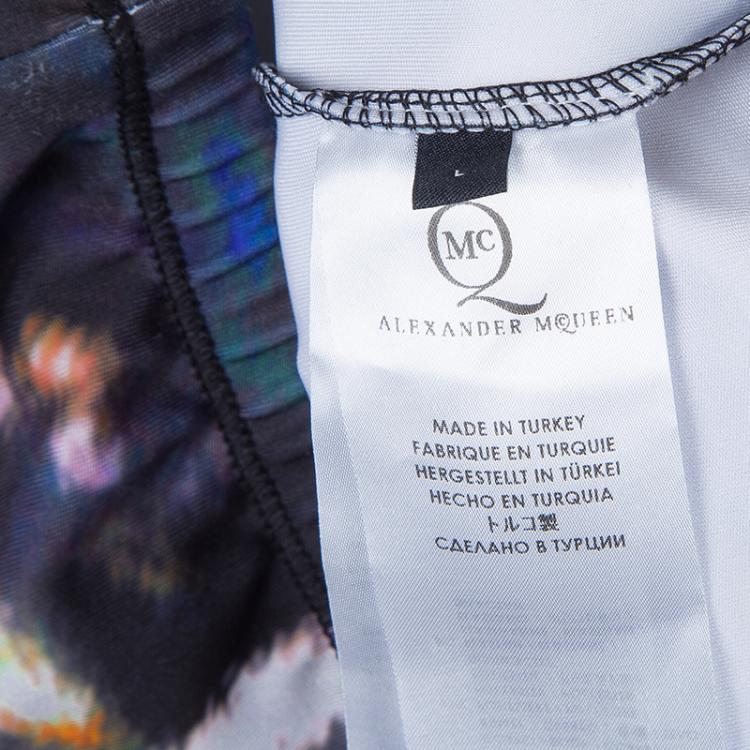 L
McQ
ALEXANDER McQUEEN
MADE IN TURKEY
FABRIQUE EN TURQUIE
HERGESTELLT IN TÜRKEI
HECHO EN TURQUIA
トルコ製
СДЕЛАНО В ТУРЦИИ